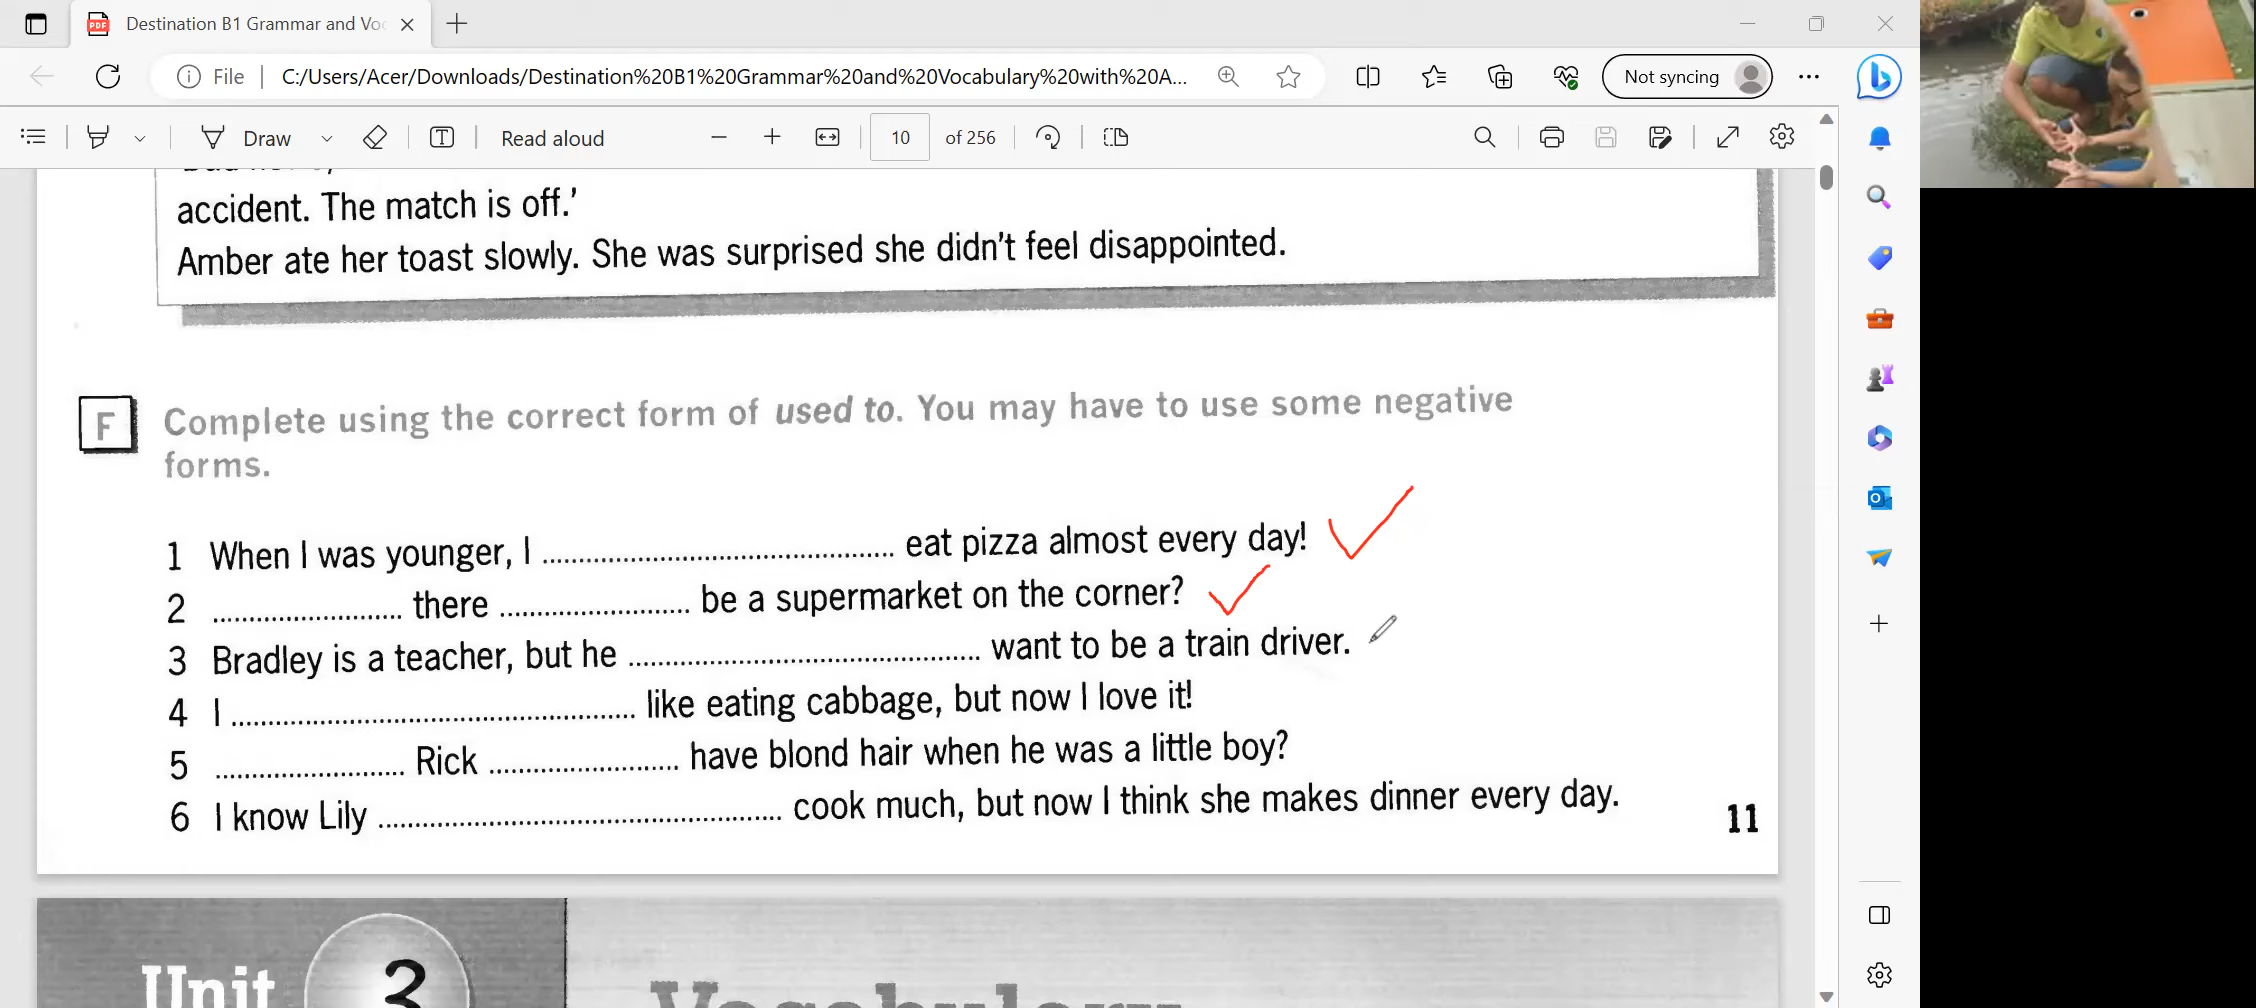 Destination B1 Grammar and Voc
File
C:/Users/Acer/Downloads/Destination%20B1%20Grammar%20and%20Vocabulary%20with%20A...
Not syncing
Draw
Read aloud
10 of 256
accident. The match is off.’
Amber ate her toast slowly. She was surprised she didn't feel disappointed.
F Complete using the correct form of used to. You may have to use some negative
forms.
1 When I was younger, I ........................................ eat pizza almost every day!
2 .......................... there .......................... be a supermarket on the corner?
3 Bradley is a teacher, but he ........................................ want to be a train driver.
4 I ........................................ like eating cabbage, but now I love it!
5 .......................... Rick .......................... have blond hair when he was a little boy?
6 I know Lily ........................................ cook much, but now I think she makes dinner every day.
11
Unit 3
Vocabulary